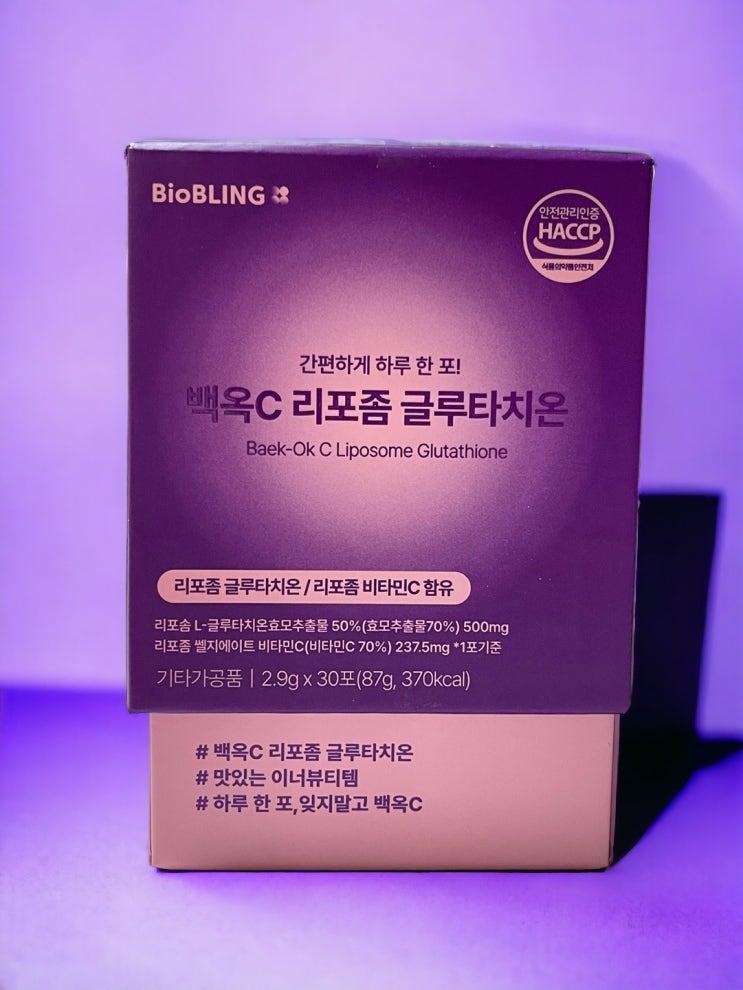 BioBLING
안전관리인증
HACCP
식품의약품안전처
간편하게 하루 한 포!
백옥C 리포좀 글루타치온
Baek-Ok C Liposome Glutathione
리포좀 글루타치온 / 리포좀 비타민C 함유
리포솜 L-글루타치온효모추출물 50%(효모추출물70%) 500mg
리포좀 쎌지에이트 비타민C(비타민C 70%) 237.5mg *1포기준
기타가공품 | 2.9g x 30포(87g, 370kcal)
# 백옥C 리포좀 글루타치온
# 맛있는 이너뷰티템
# 하루 한 포,잊지말고 백옥C